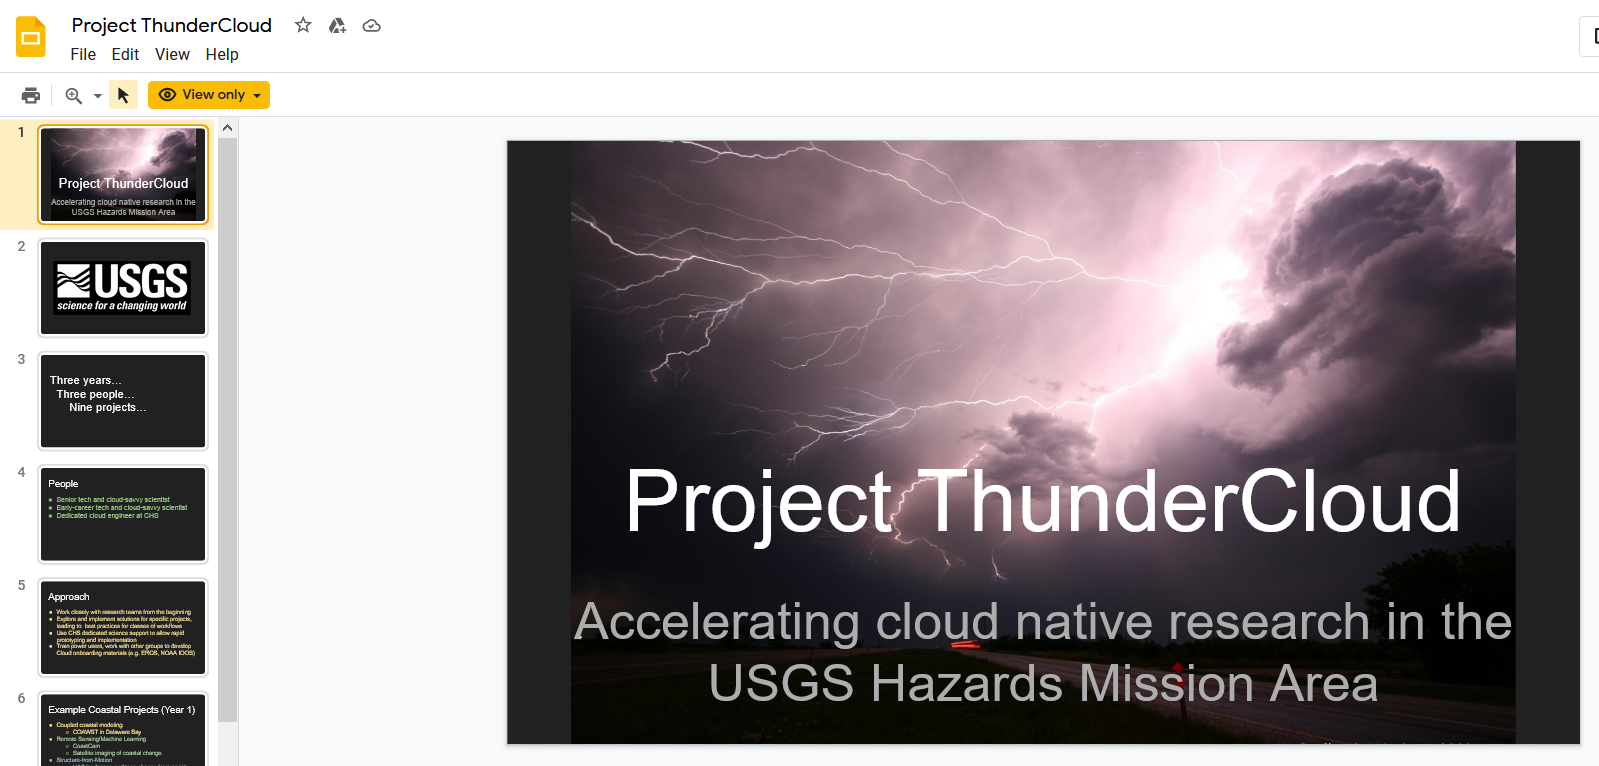 Project ThunderCloud
File Edit View Help
View only
1
Project ThunderCloud
Accelerating cloud native research in the
USGS Hazards Mission Area
2
USGS
science for a changing world
3
Three years...
Three people...
Nine projects...
4
People
Senior tech and cloud-savvy scientist
Early-career tech and cloud-savvy scientist
Dedicated cloud engineer at CHS
5
Approach
Work closely with research teams from the beginning
Explore and implement solutions for specific projects,
leading to best practices for classes of workflows
Use CHS dedicated science support to allow rapid
prototyping and implementation
Train power users, work with other groups to develop
Cloud onboarding materials (e.g. EROS, NOAA IOOS)
6
Example Coastal Projects (Year 1)
Coupled coastal modeling
COAWST in Delaware Bay
Remote Sensing/Machine Learning
CoastCam
Satellite imaging of coastal change
Structure-from-Motion
Project ThunderCloud
Accelerating cloud native research in the
USGS Hazards Mission Area